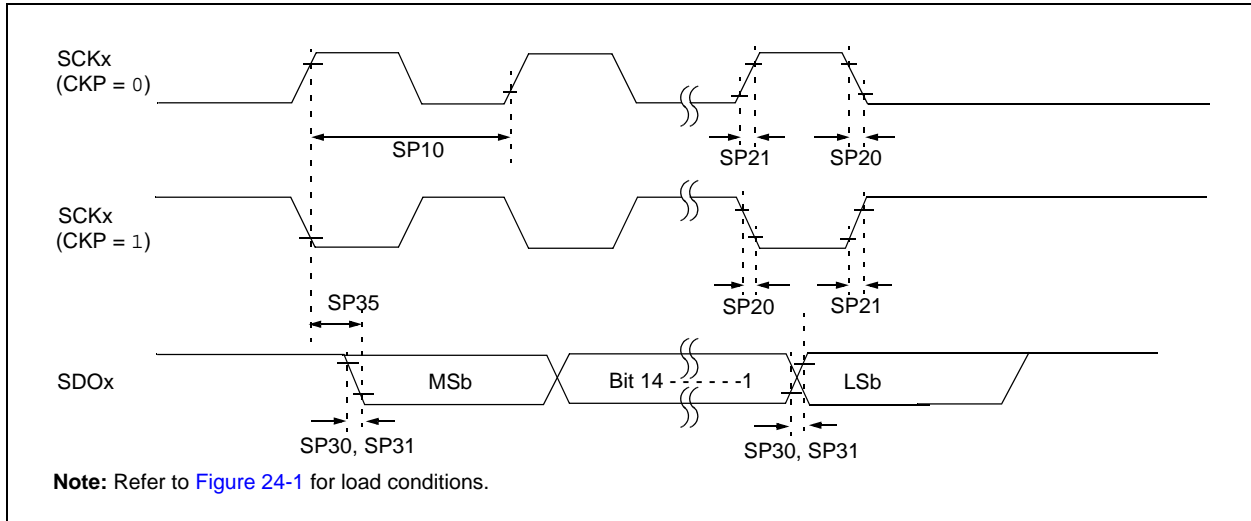 SCKx
(CKP = 0)
SP10
SP21
SP20
SCKx
(CKP = 1)
SP35
SP20
SP21
SDOx
MSb
Bit 14 - - - - - -1
LSb
SP30, SP31
SP30, SP31
Note: Refer to Figure 24-1 for load conditions.